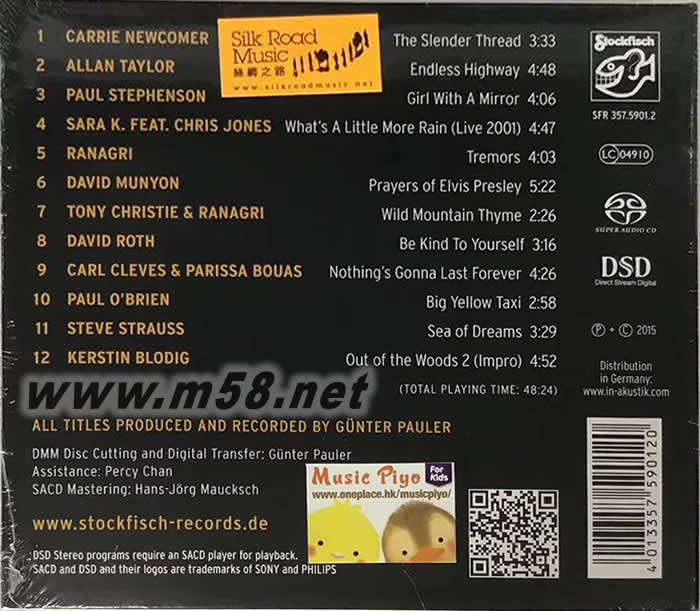 1 CARRIE NEWCOMER The Slender Thread 3:33
2 ALLAN TAYLOR Endless Highway 4:48
3 PAUL STEPHENSON Girl With A Mirror 4:06
4 SARA K. FEAT. CHRIS JONES What's A Little More Rain (Live 2001) 4:47
5 RANAGRI Tremors 4:03
6 DAVID MUNYON Prayers of Elvis Presley 5:22
7 TONY CHRISTIE & RANAGRI Wild Mountain Thyme 2:26
8 DAVID ROTH Be Kind To Yourself 3:16
9 CARL CLEVES & PARISSA BOUAS Nothing's Gonna Last Forever 4:26
10 PAUL O'BRIEN Big Yellow Taxi 2:58
11 STEVE STRAUSS Sea of Dreams 3:29
12 KERSTIN BLODIG Out of the Woods 2 (Impro) 4:52
(TOTAL PLAYING TIME: 48:24)
Silk Road
Music
絲綢之路
www.silkroadmusic.net
Stockfisch
SFR 357.5901.2
LC 04910
SUPER AUDIO CD
DSD
Direct Stream Digital
Ⓟ + © 2015
Distribution
in Germany:
www.in-akustik.com
www.m58.net
ALL TITLES PRODUCED AND RECORDED BY GÜNTER PAULER
DMM Disc Cutting and Digital Transfer: Günter Pauler
Assistance: Percy Chan
SACD Mastering: Hans-Jörg Maucksch
www.stockfisch-records.de
DSD Stereo programs require an SACD player for playback.
SACD and DSD and their logos are trademarks of SONY and PHILIPS
Music Piyo
For
Kids
www.oneplace.hk/musicpiyo/
4 013357 590120